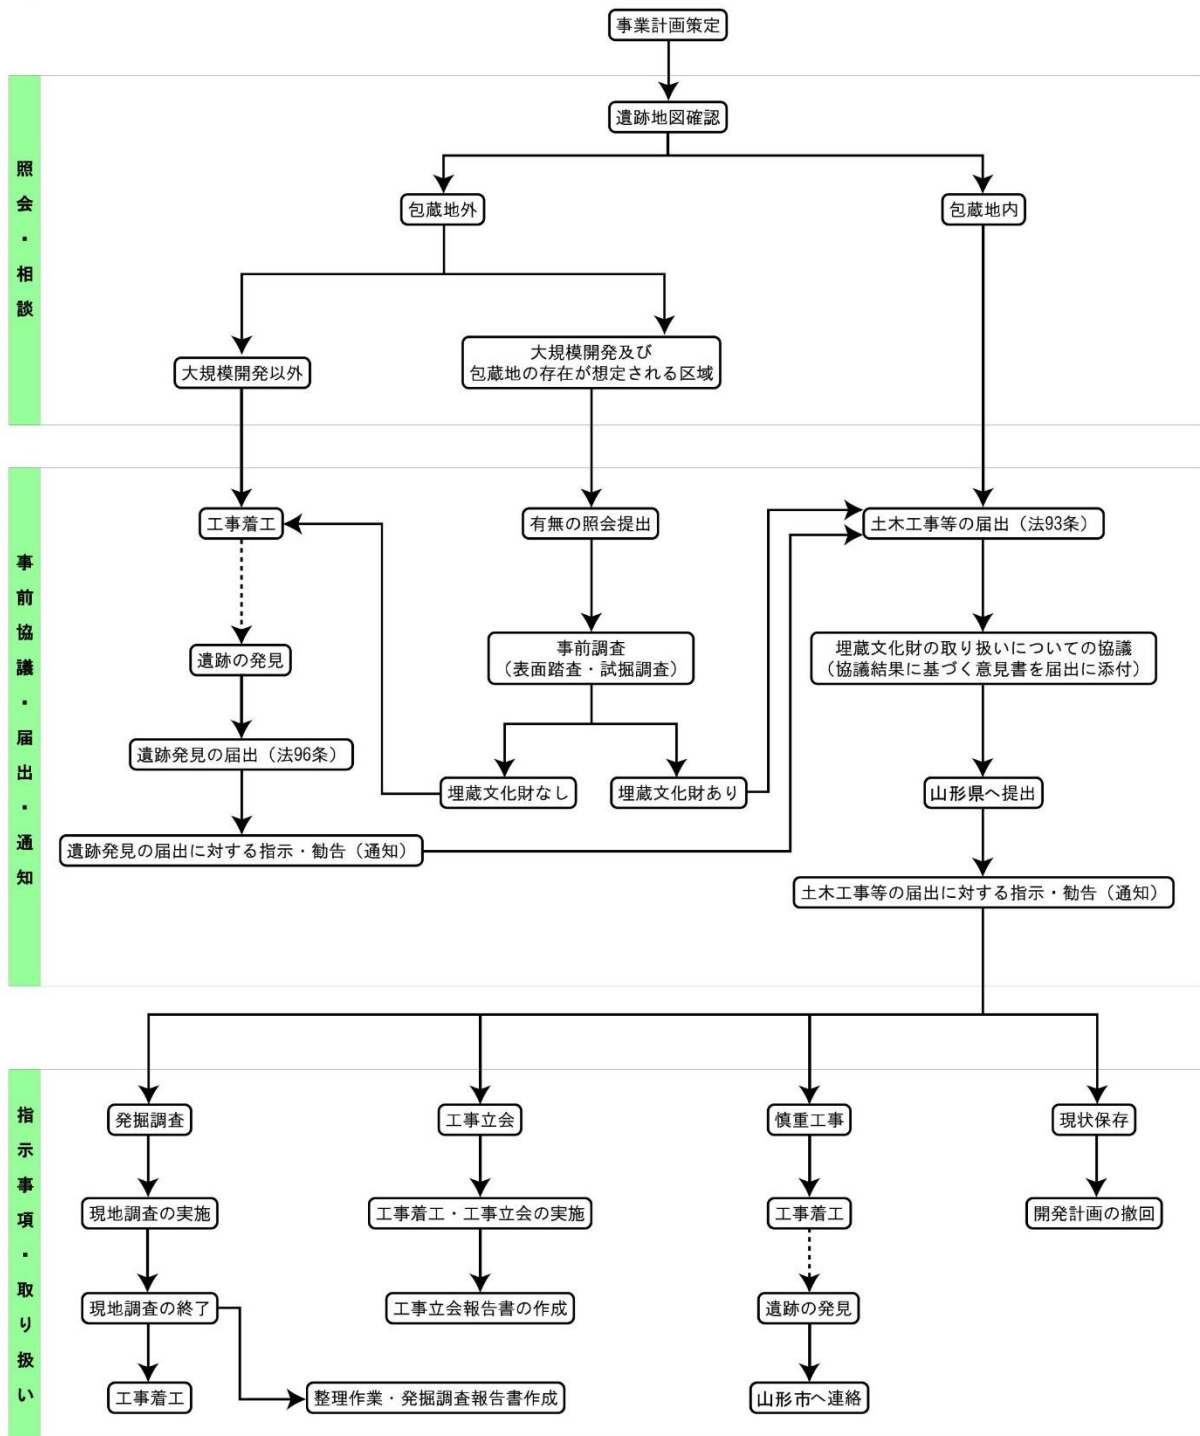 事業計画策定
照会・相談
遺跡地図確認
包蔵地外
包蔵地内
大規模開発以外
大規模開発及び
包蔵地の存在が想定される区域
事前協議・届出・通知
工事着工
有無の照会提出
土木工事等の届出（法93条）
遺跡の発見
事前調査
（表面踏査・試掘調査）
埋蔵文化財の取り扱いについての協議
（協議結果に基づく意見書を届出に添付）
遺跡発見の届出（法96条）
埋蔵文化財なし
埋蔵文化財あり
山形県へ提出
遺跡発見の届出に対する指示・勧告（通知）
土木工事等の届出に対する指示・勧告（通知）
指示事項・取り扱い
発掘調査
工事立会
慎重工事
現状保存
現地調査の実施
工事着工・工事立会の実施
工事着工
開発計画の撤回
現地調査の終了
工事立会報告書の作成
遺跡の発見
工事着工
整理作業・発掘調査報告書作成
山形市へ連絡